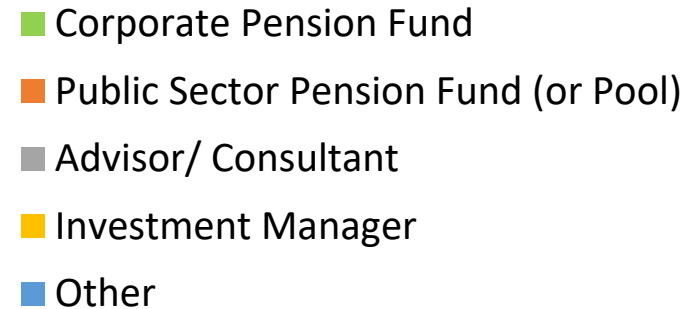 Corporate Pension Fund
Public Sector Pension Fund (or Pool)
Advisor/ Consultant
Investment Manager
Other